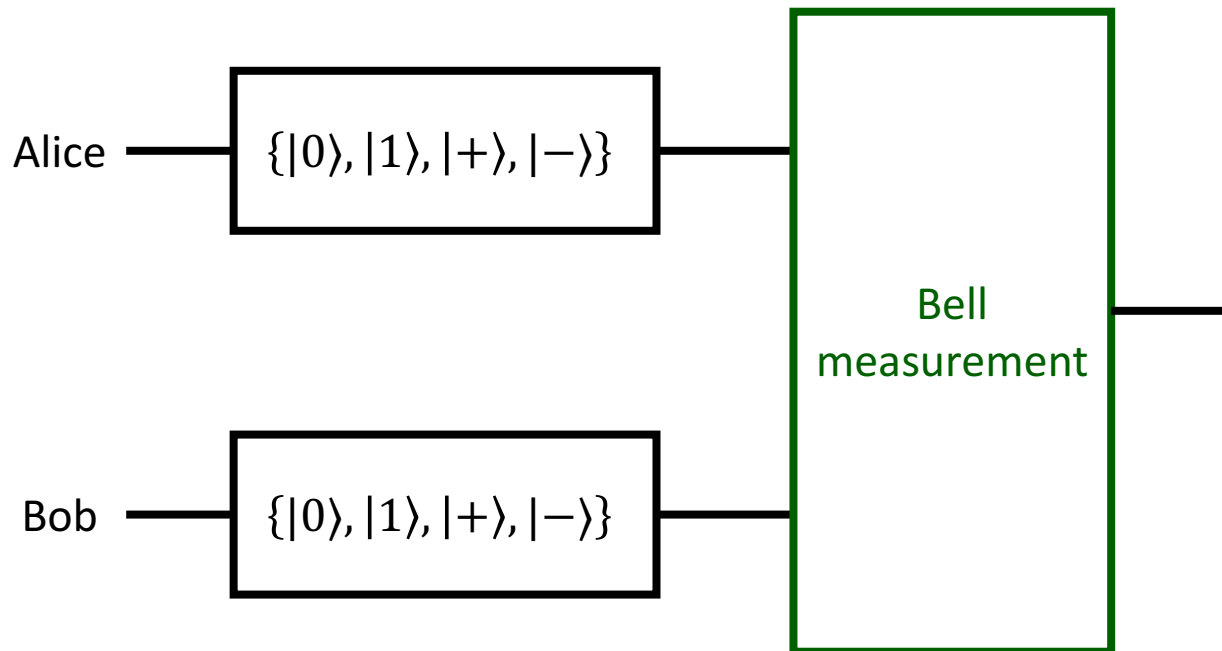 Alice
{|0⟩, |1⟩, |+⟩, |−⟩}
Bell
measurement
Bob
{|0⟩, |1⟩, |+⟩, |−⟩}